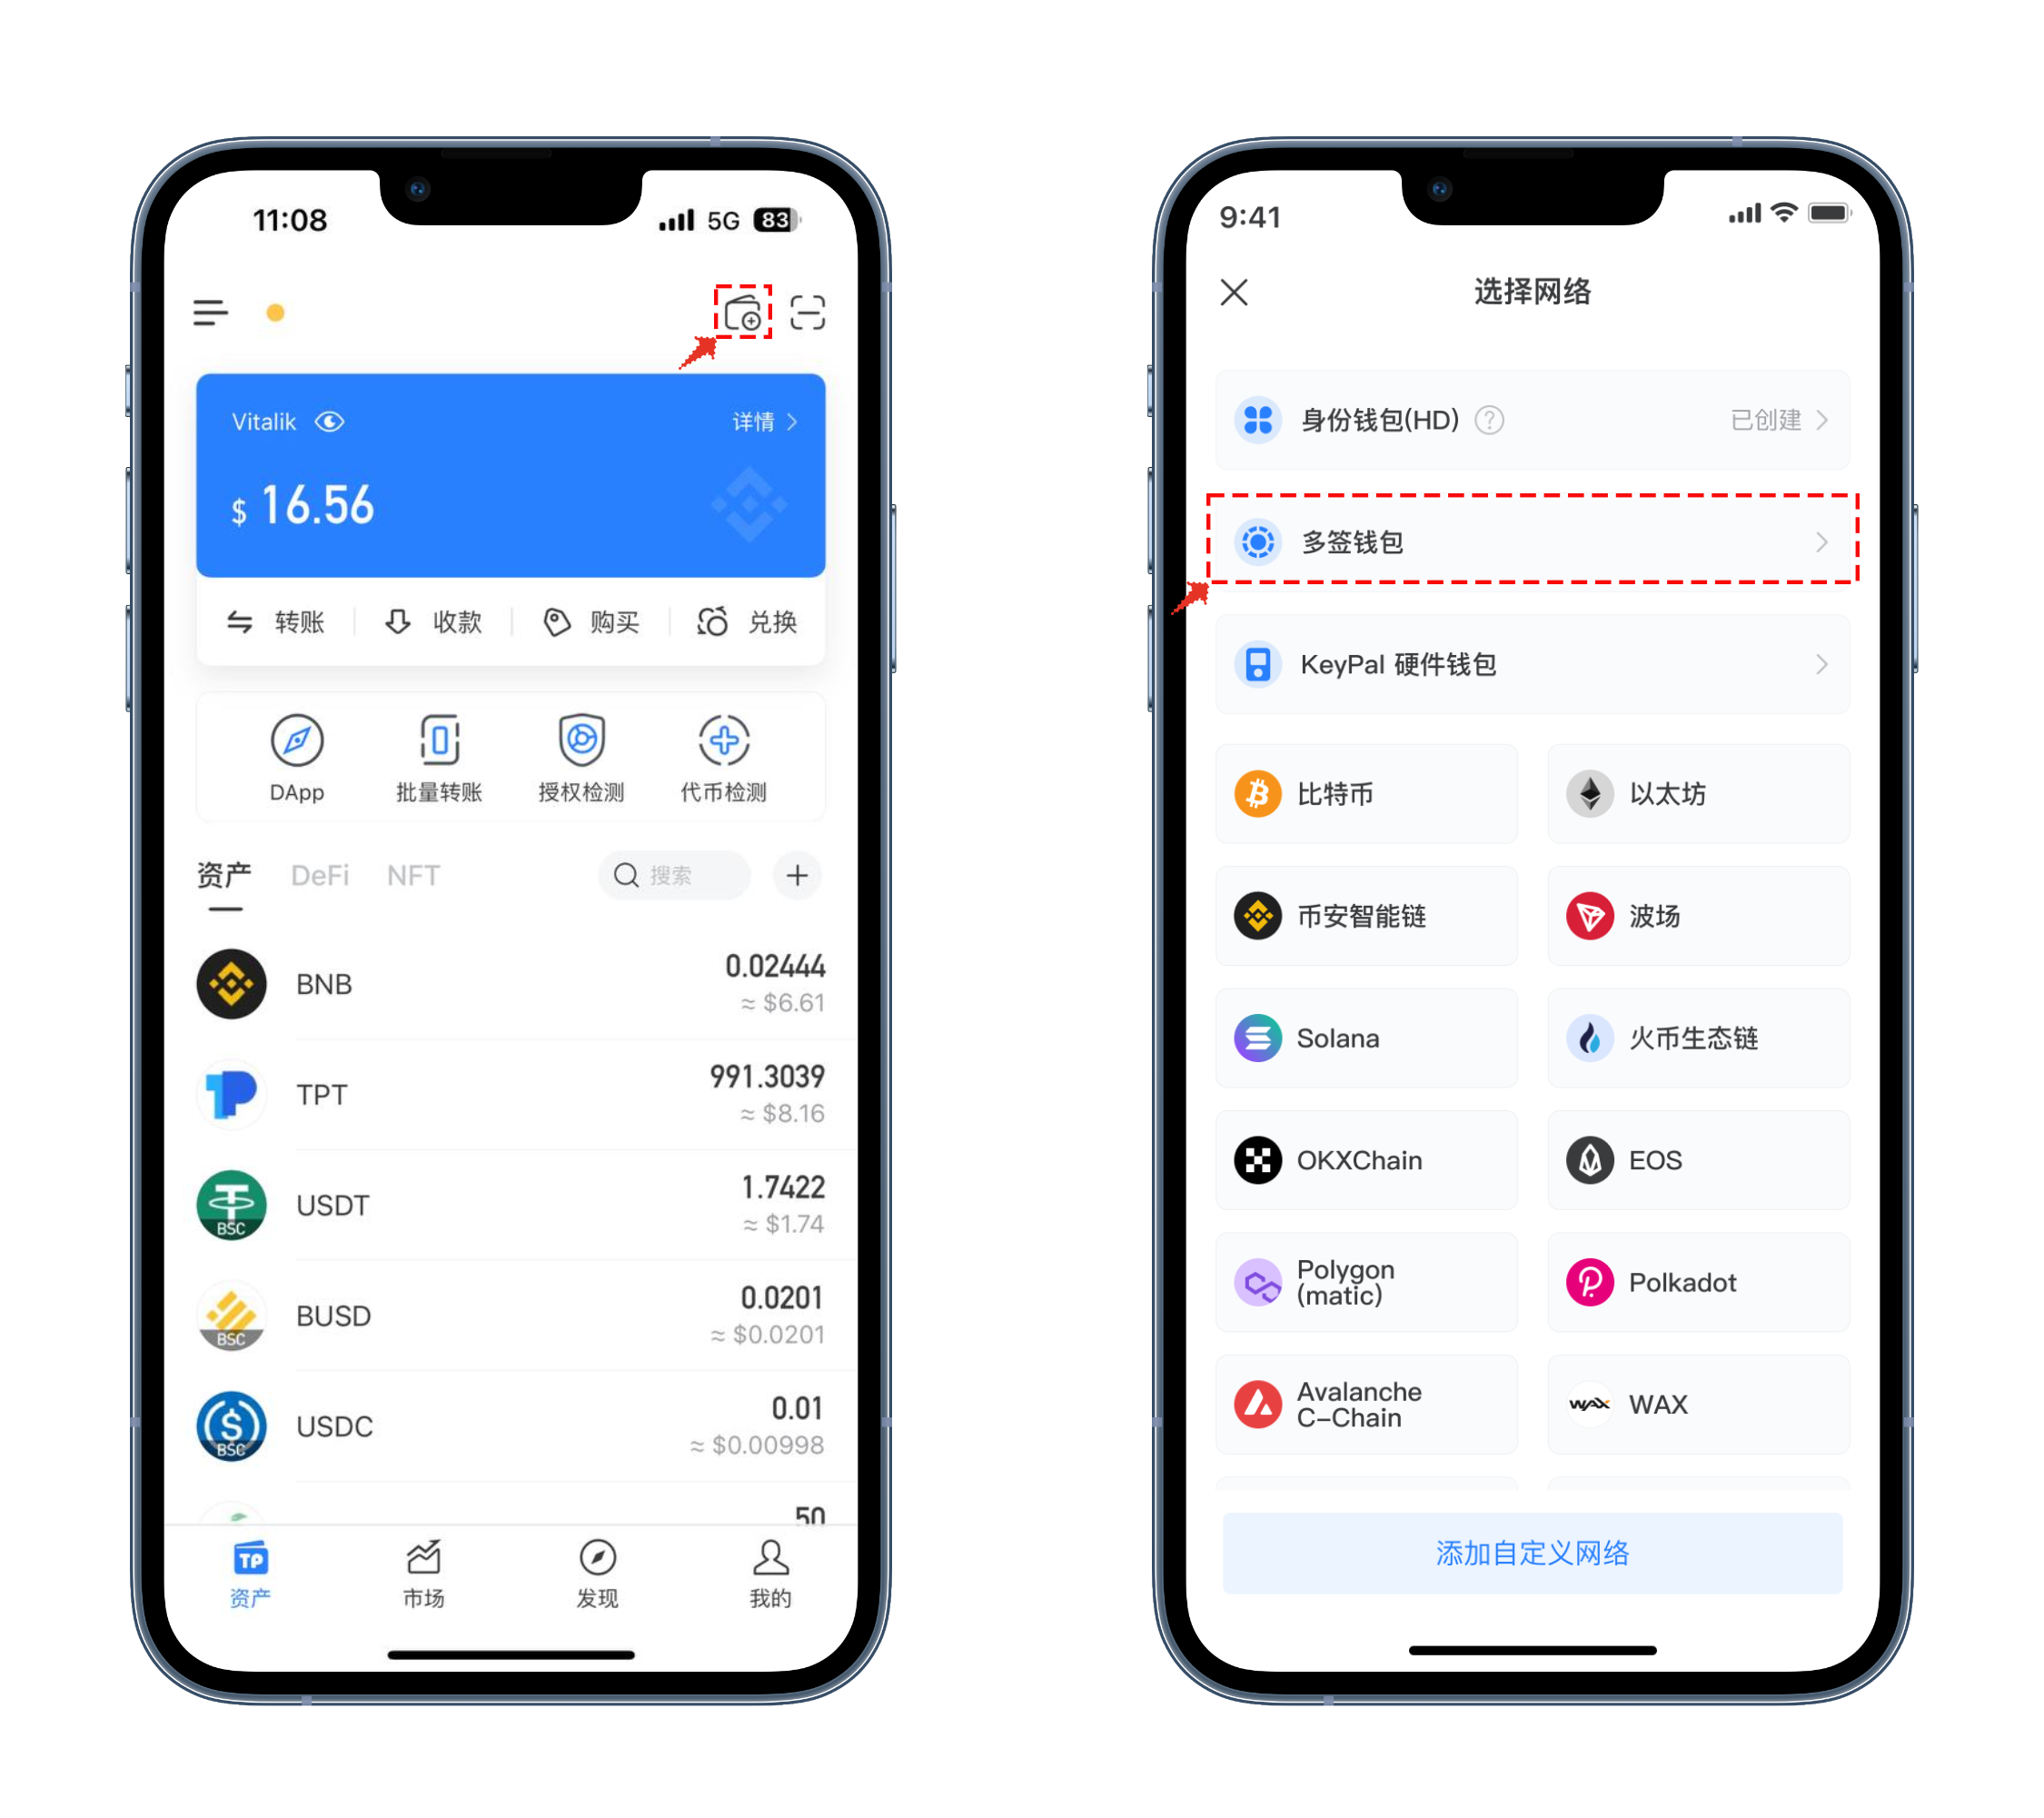 11:08
5G 83
Vitalik
详情
$ 16.56
转账
收款
购买
兑换
DApp
批量转账
授权检测
代币检测
资产
DeFi
NFT
搜索
BNB
0.02444
≈ $6.61
TPT
991.3039
≈ $8.16
USDT
BSC
1.7422
≈ $1.74
BUSD
BSC
0.0201
≈ $0.0201
USDC
BSC
0.01
≈ $0.00998
50
TP
资产
市场
发现
我的
9:41
选择网络
身份钱包(HD) ?
已创建
多签钱包
KeyPal 硬件钱包
比特币
以太坊
币安智能链
波场
Solana
火币生态链
OKXChain
EOS
Polygon
(matic)
Polkadot
Avalanche
C-Chain
WAX
WAX
添加自定义网络